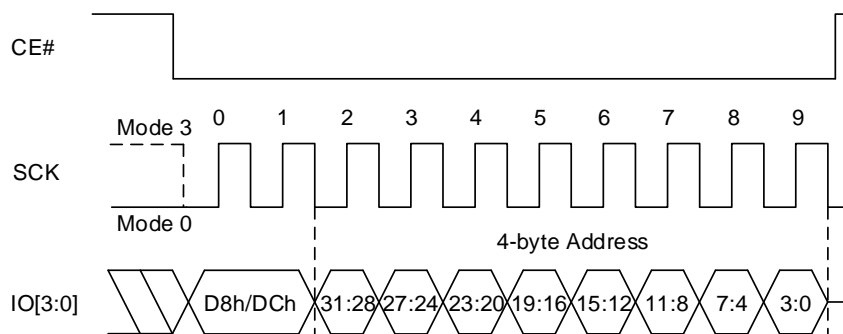 CE#
0 1 2 3 4 5 6 7 8 9
Mode 3
SCK
Mode 0
4-byte Address
IO[3:0] D8h/DCh 31:28 27:24 23:20 19:16 15:12 11:8 7:4 3:0